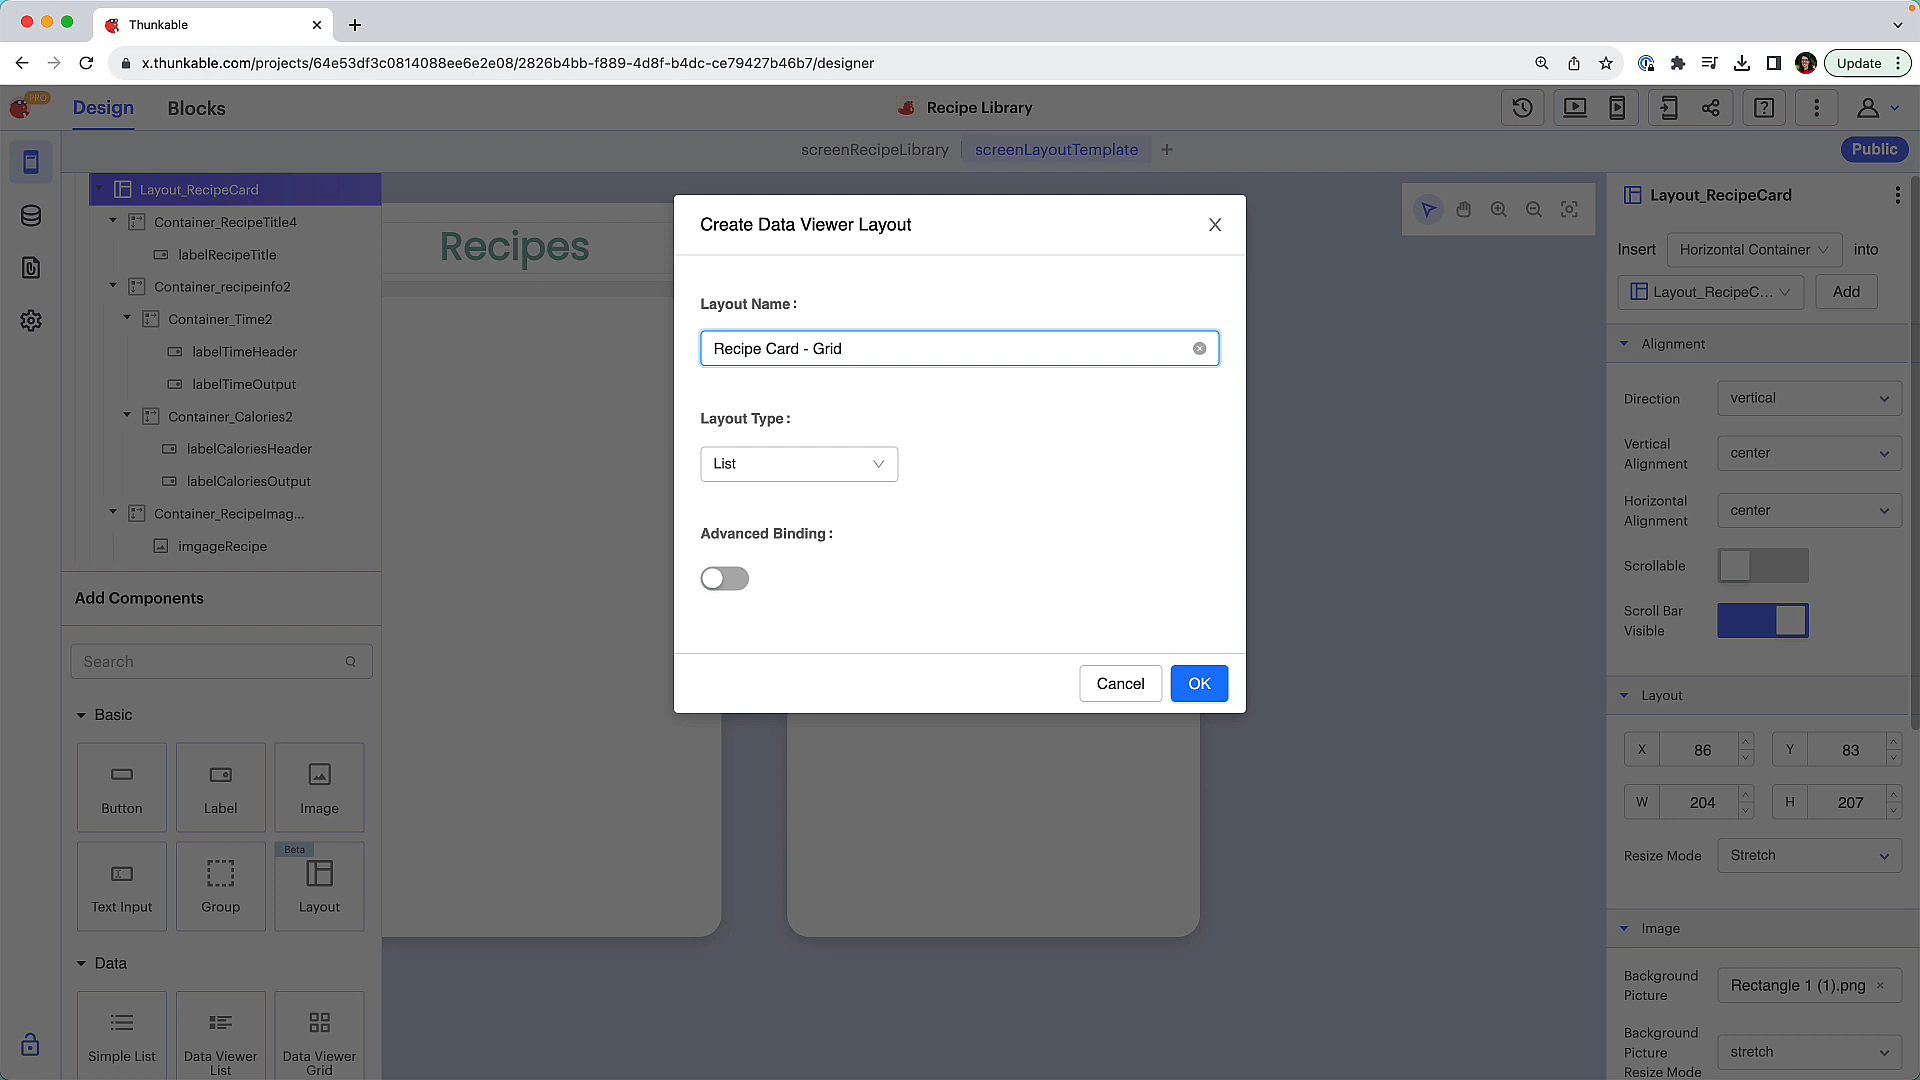 Thunkable
x.thunkable.com/projects/64e53df3c0814088ee6e2e08/2826b4bb-f889-4d8f-b4dc-ce79427b46b7/designer
Update
PRO
Design
Blocks
Recipe Library
screenRecipeLibrary
screenLayoutTemplate
Public
Layout_RecipeCard
Container_RecipeTitle4
labelRecipeTitle
Container_recipeinfo2
Container_Time2
labelTimeHeader
labelTimeOutput
Container_Calories2
labelCaloriesHeader
labelCaloriesOutput
Container_RecipeImag...
imgageRecipe
Add Components
Search
Basic
Button
Label
Image
Text Input
Group
Beta
Layout
Data
Simple List
Data Viewer
List
Data Viewer
Grid
Recipes
Create Data Viewer Layout
Layout Name :
Recipe Card - Grid
Layout Type :
List
Advanced Binding :
Cancel
OK
Layout_RecipeCard
Insert
Horizontal Container
into
Layout_RecipeC...
Add
Alignment
Direction
vertical
Vertical
Alignment
center
Horizontal
Alignment
center
Scrollable
Scroll Bar
Visible
Layout
X
86
Y
83
W
204
H
207
Resize Mode
Stretch
Image
Background
Picture
Rectangle 1 (1).png
Background
Picture
Resize Mode
stretch